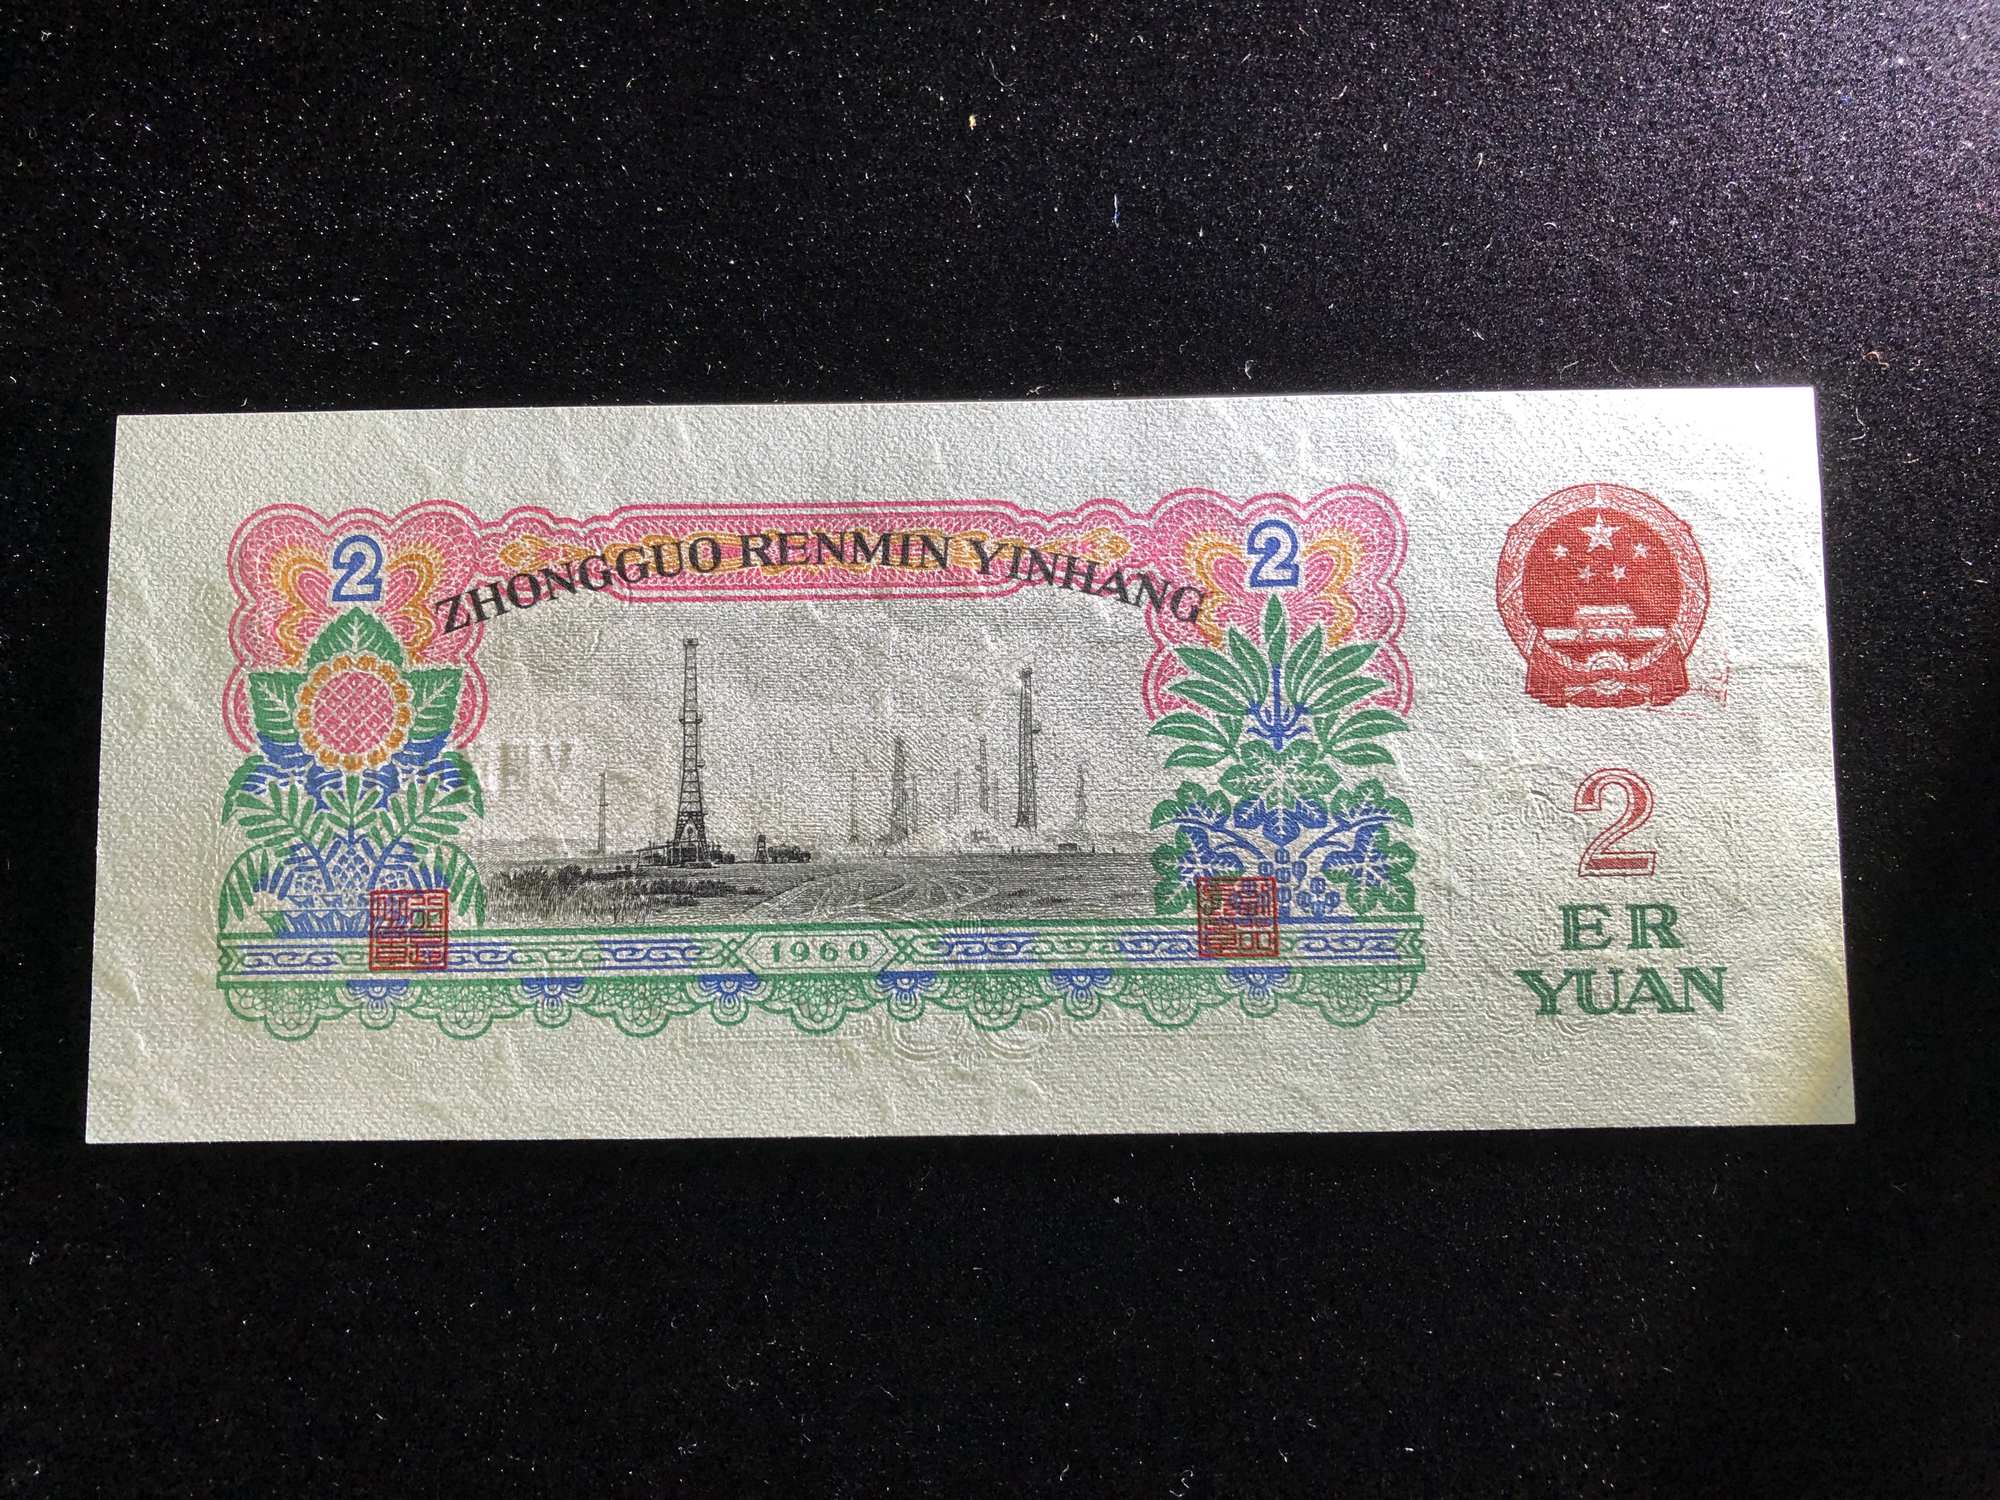 2
ZHONGGUO RENMIN YINHANG
2
1960
2
ER
YUAN